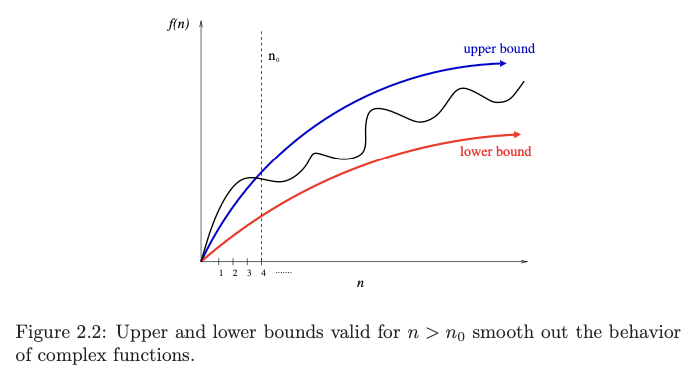 f(n)
n₀
upper bound
lower bound
1 2 3 4 .......
n
Figure 2.2: Upper and lower bounds valid for n > n₀ smooth out the behavior
of complex functions.